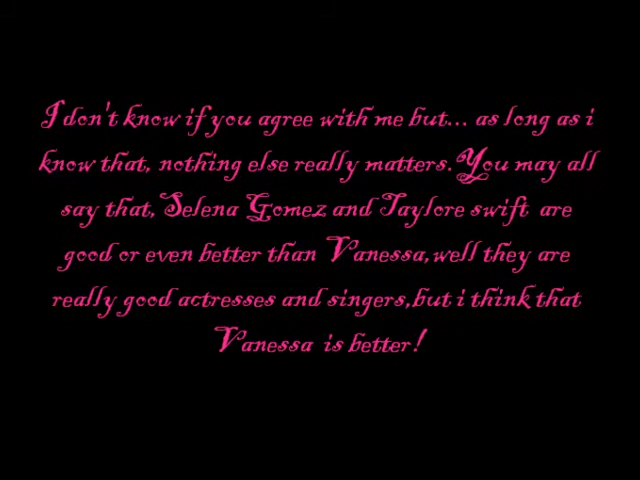 I don't know if you agree with me but... as long as i
know that, nothing else really matters.You may all
say that,Selena Gomez and Taylore swift are
good or even better than Vanessa,well they are
really good actresses and singers,but i think that
Vanessa is better!